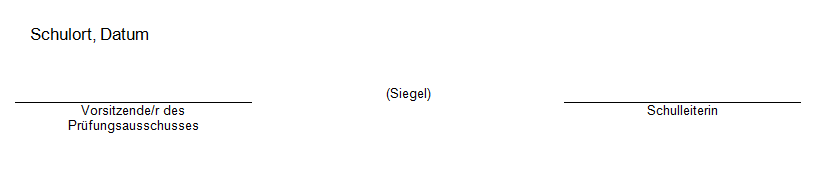 Schulort, Datum
(Siegel)
Vorsitzende/r des
Prüfungsausschusses
Schulleiterin